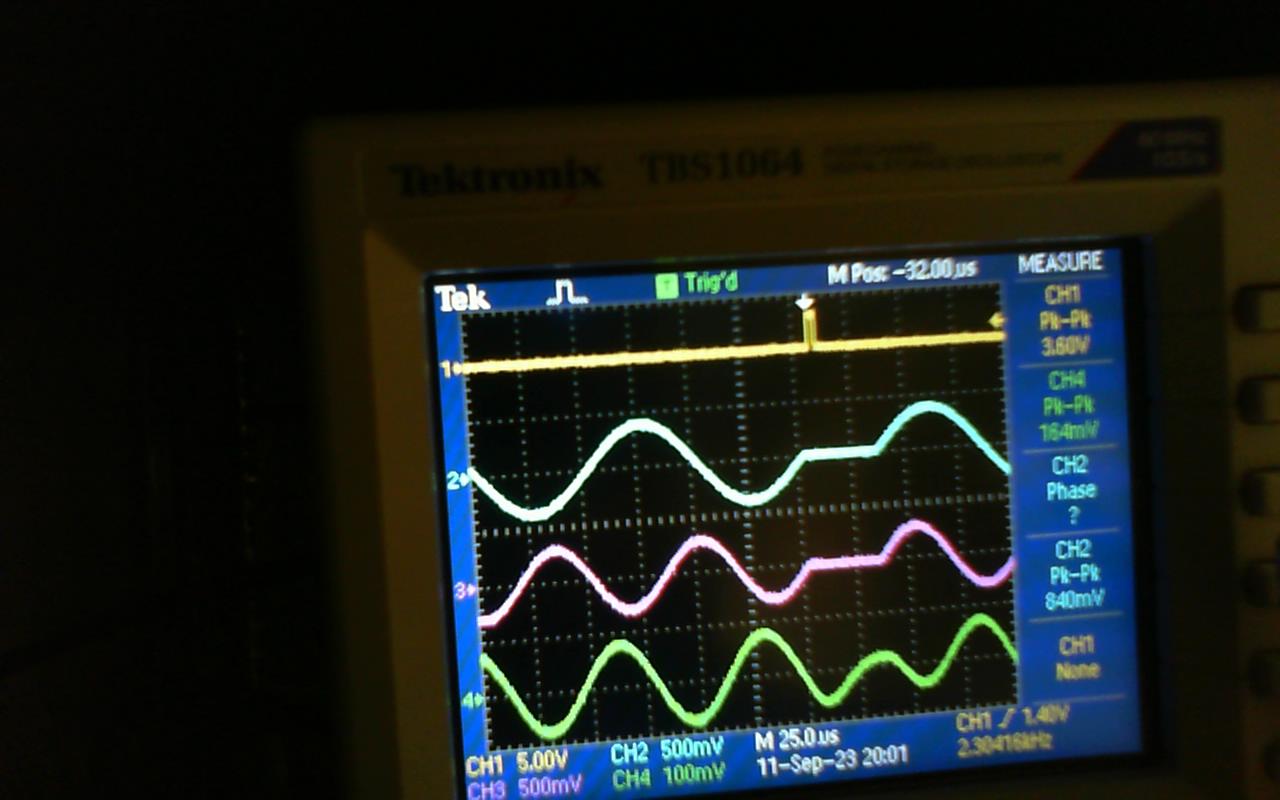 Tektronix TBS1064
Tek Trig'd M Pos: -32.00µs MEASURE
CH1
Pk-Pk
3.60V
1
CH4
Pk-Pk
164mV
2
CH2
Phase
?
3
CH2
Pk-Pk
840mV
CH1
None
4
CH1 5.00V CH2 500mV M 25.0µs CH1 / 1.40V
CH3 500mV CH4 100mV 11-Sep-23 20:01 2.30416kHz